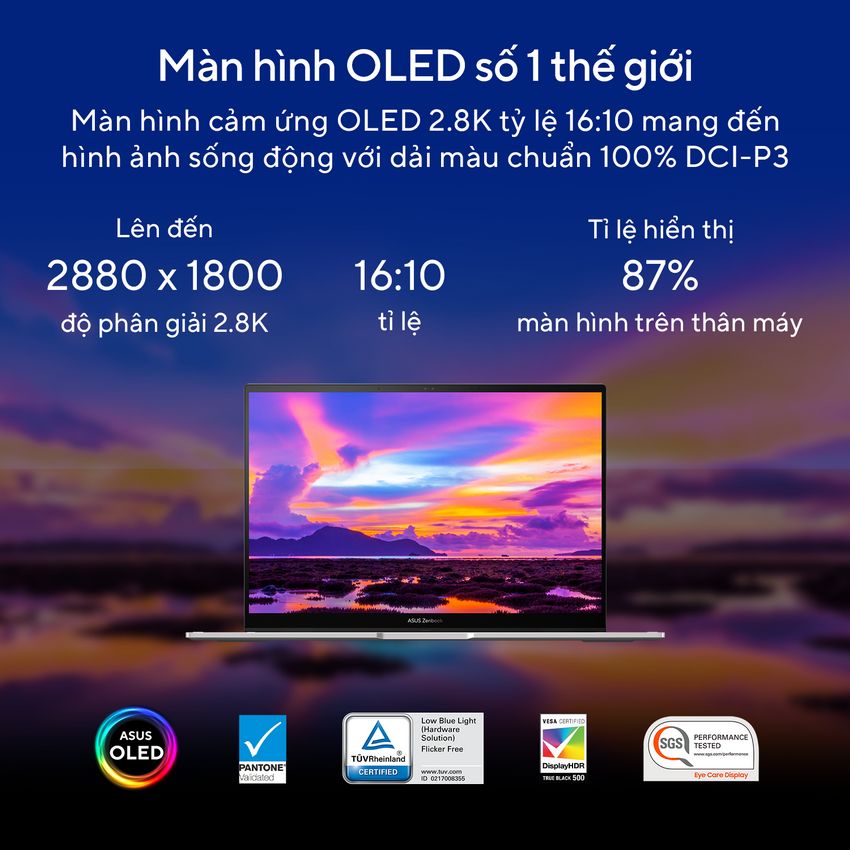 Màn hình OLED số 1 thế giới
Màn hình cảm ứng OLED 2.8K tỷ lệ 16:10 mang đến
hình ảnh sống động với dải màu chuẩn 100% DCI-P3
Lên đến
2880 x 1800
độ phân giải 2.8K
16:10
tỉ lệ
Tỉ lệ hiển thị
87%
màn hình trên thân máy
ASUS Zenbook
ASUS
OLED
PANTONE
Validated
TÜVRheinland
CERTIFIED
Low Blue Light
(Hardware
Solution)
Flicker Free
www.tuv.com
ID 0217008355
VESA CERTIFIED
DisplayHDR
TRUE BLACK 500
SGS
PERFORMANCE
TESTED
www.sgs.com/performance
Eye Care Display